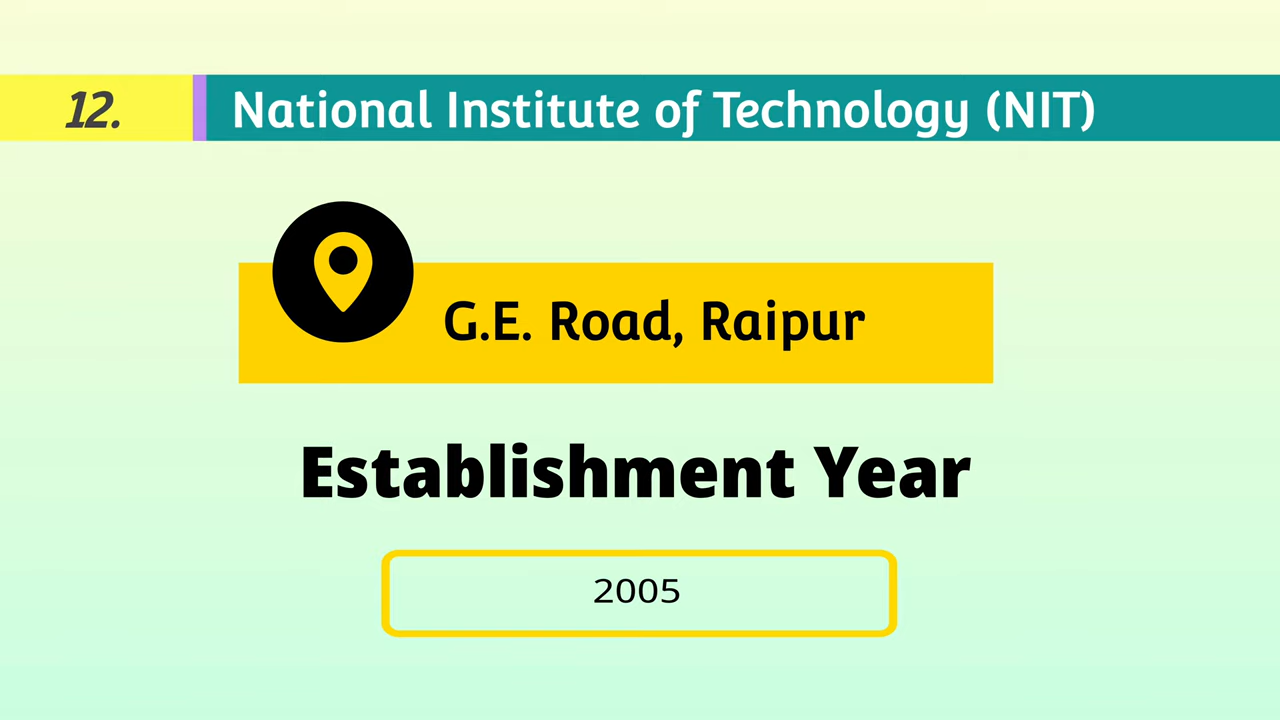 12.
National Institute of Technology (NIT)
G.E. Road, Raipur
Establishment Year
2005